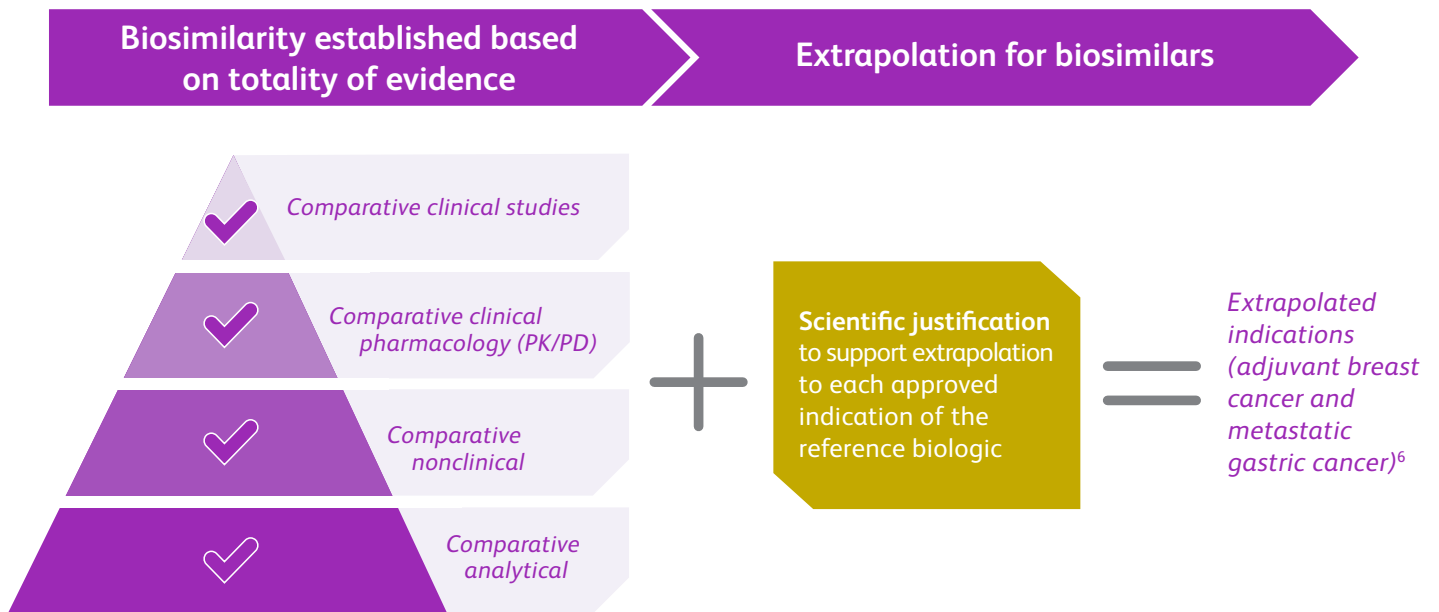 Biosimilarity established based
on totality of evidence
Extrapolation for biosimilars
Comparative clinical studies
Comparative clinical
pharmacology (PK/PD)
Comparative
nonclinical
Comparative
analytical
Scientific justification
to support extrapolation
to each approved
indication of the
reference biologic
Extrapolated
indications
(adjuvant breast
cancer and
metastatic
gastric cancer)⁶